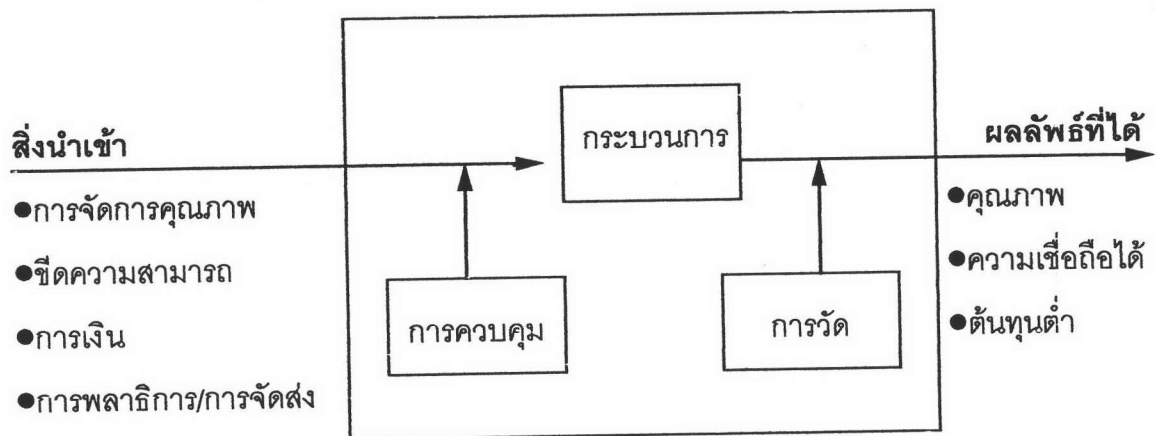 สิ่งนำเข้า
●การจัดการคุณภาพ
●ขีดความสามารถ
●การเงิน
●การพลาธิการ/การจัดส่ง
กระบวนการ
การควบคุม
การวัด
ผลลัพธ์ที่ได้
●คุณภาพ
●ความเชื่อถือได้
●ต้นทุนต่ำ